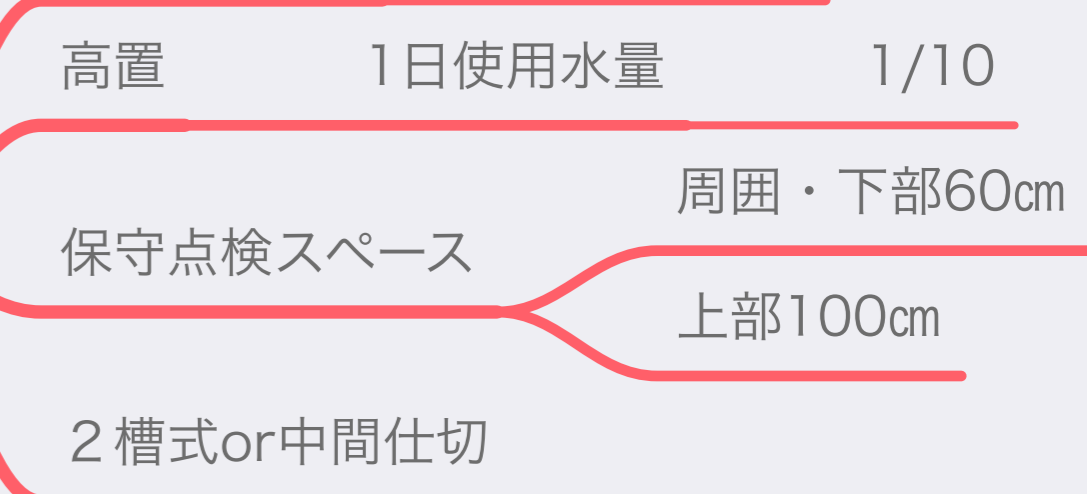 高置 1日使用水量 1/10
保守点検スペース
周囲・下部60㎝
上部100㎝
２槽式or中間仕切